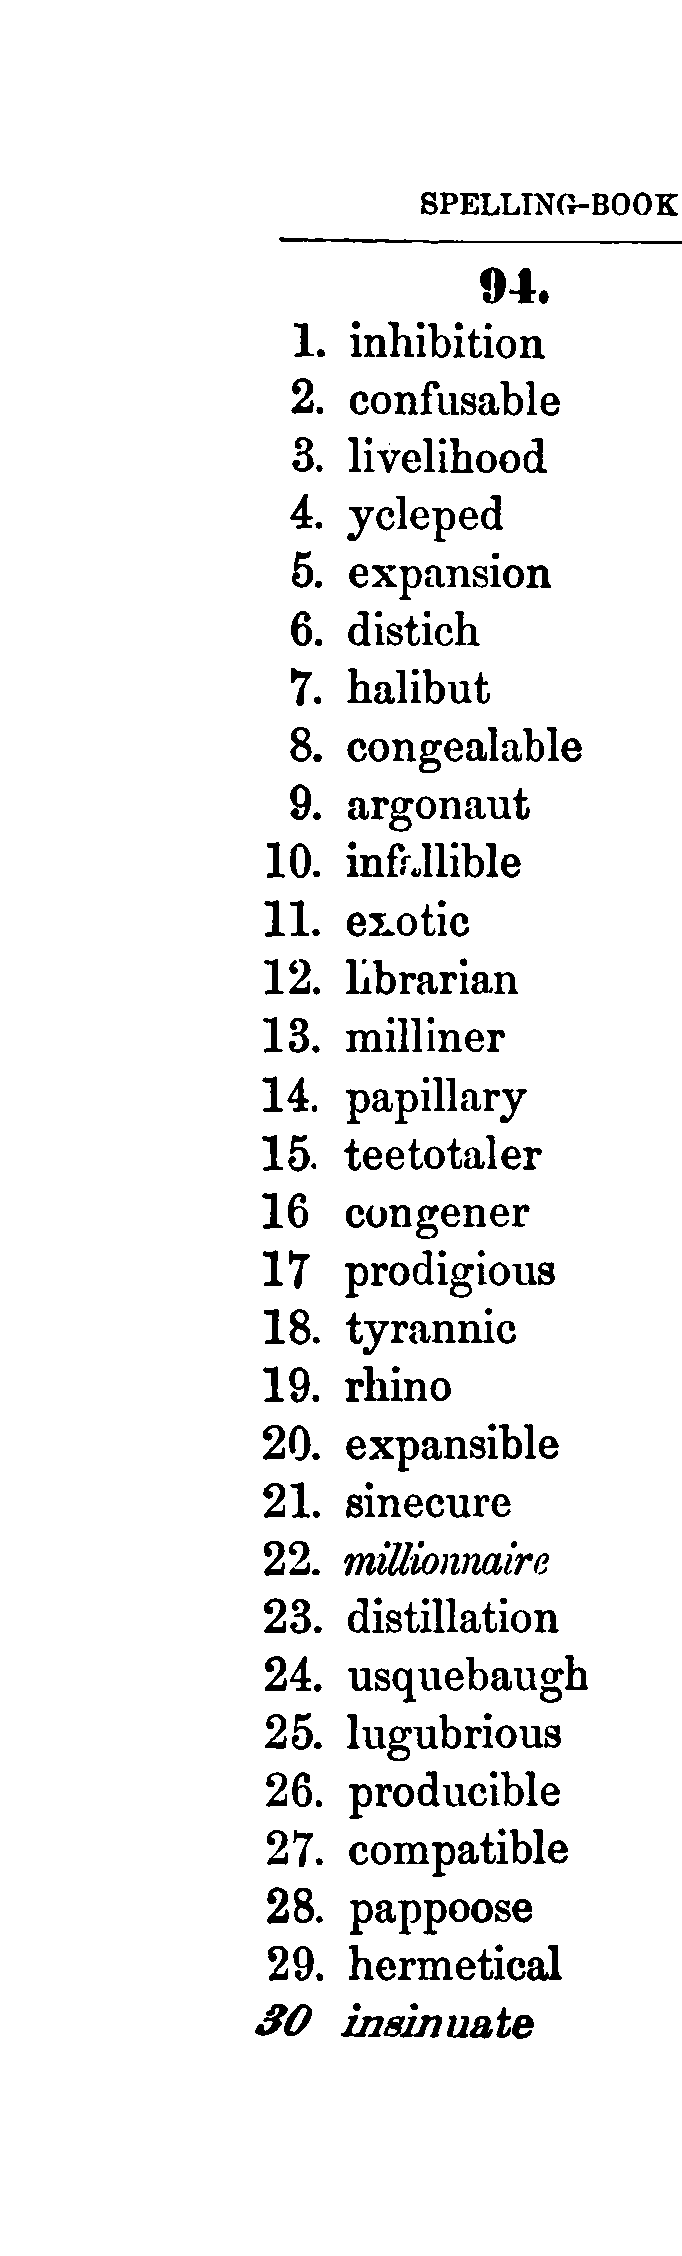 SPELLING-BOOK
94.
1. inhibition
2. confusable
3. livelihood
4. ycleped
5. expansion
6. distich
7. halibut
8. congealable
9. argonaut
10. infallible
11. exotic
12. librarian
13. milliner
14. papillary
15. teetotaler
16 congener
17 prodigious
18. tyrannic
19. rhino
20. expansible
21. sinecure
22. millionnaire
23. distillation
24. usquebaugh
25. lugubrious
26. producible
27. compatible
28. pappoose
29. hermetical
30 insinuate